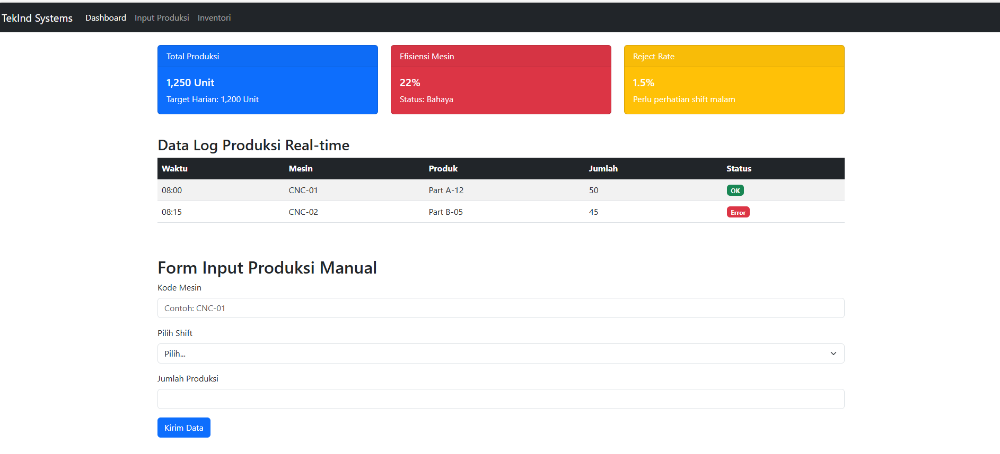 TekInd Systems Dashboard Input Produksi Inventori
Total Produksi
1,250 Unit
Target Harian: 1,200 Unit
Efisiensi Mesin
22%
Status: Bahaya
Reject Rate
1.5%
Perlu perhatian shift malam
Data Log Produksi Real-time
Waktu Mesin Produk Jumlah Status
08:00 CNC-01 Part A-12 50 OK
08:15 CNC-02 Part B-05 45 Error
Form Input Produksi Manual
Kode Mesin
Contoh: CNC-01
Pilih Shift
Pilih...
Jumlah Produksi
Kirim Data